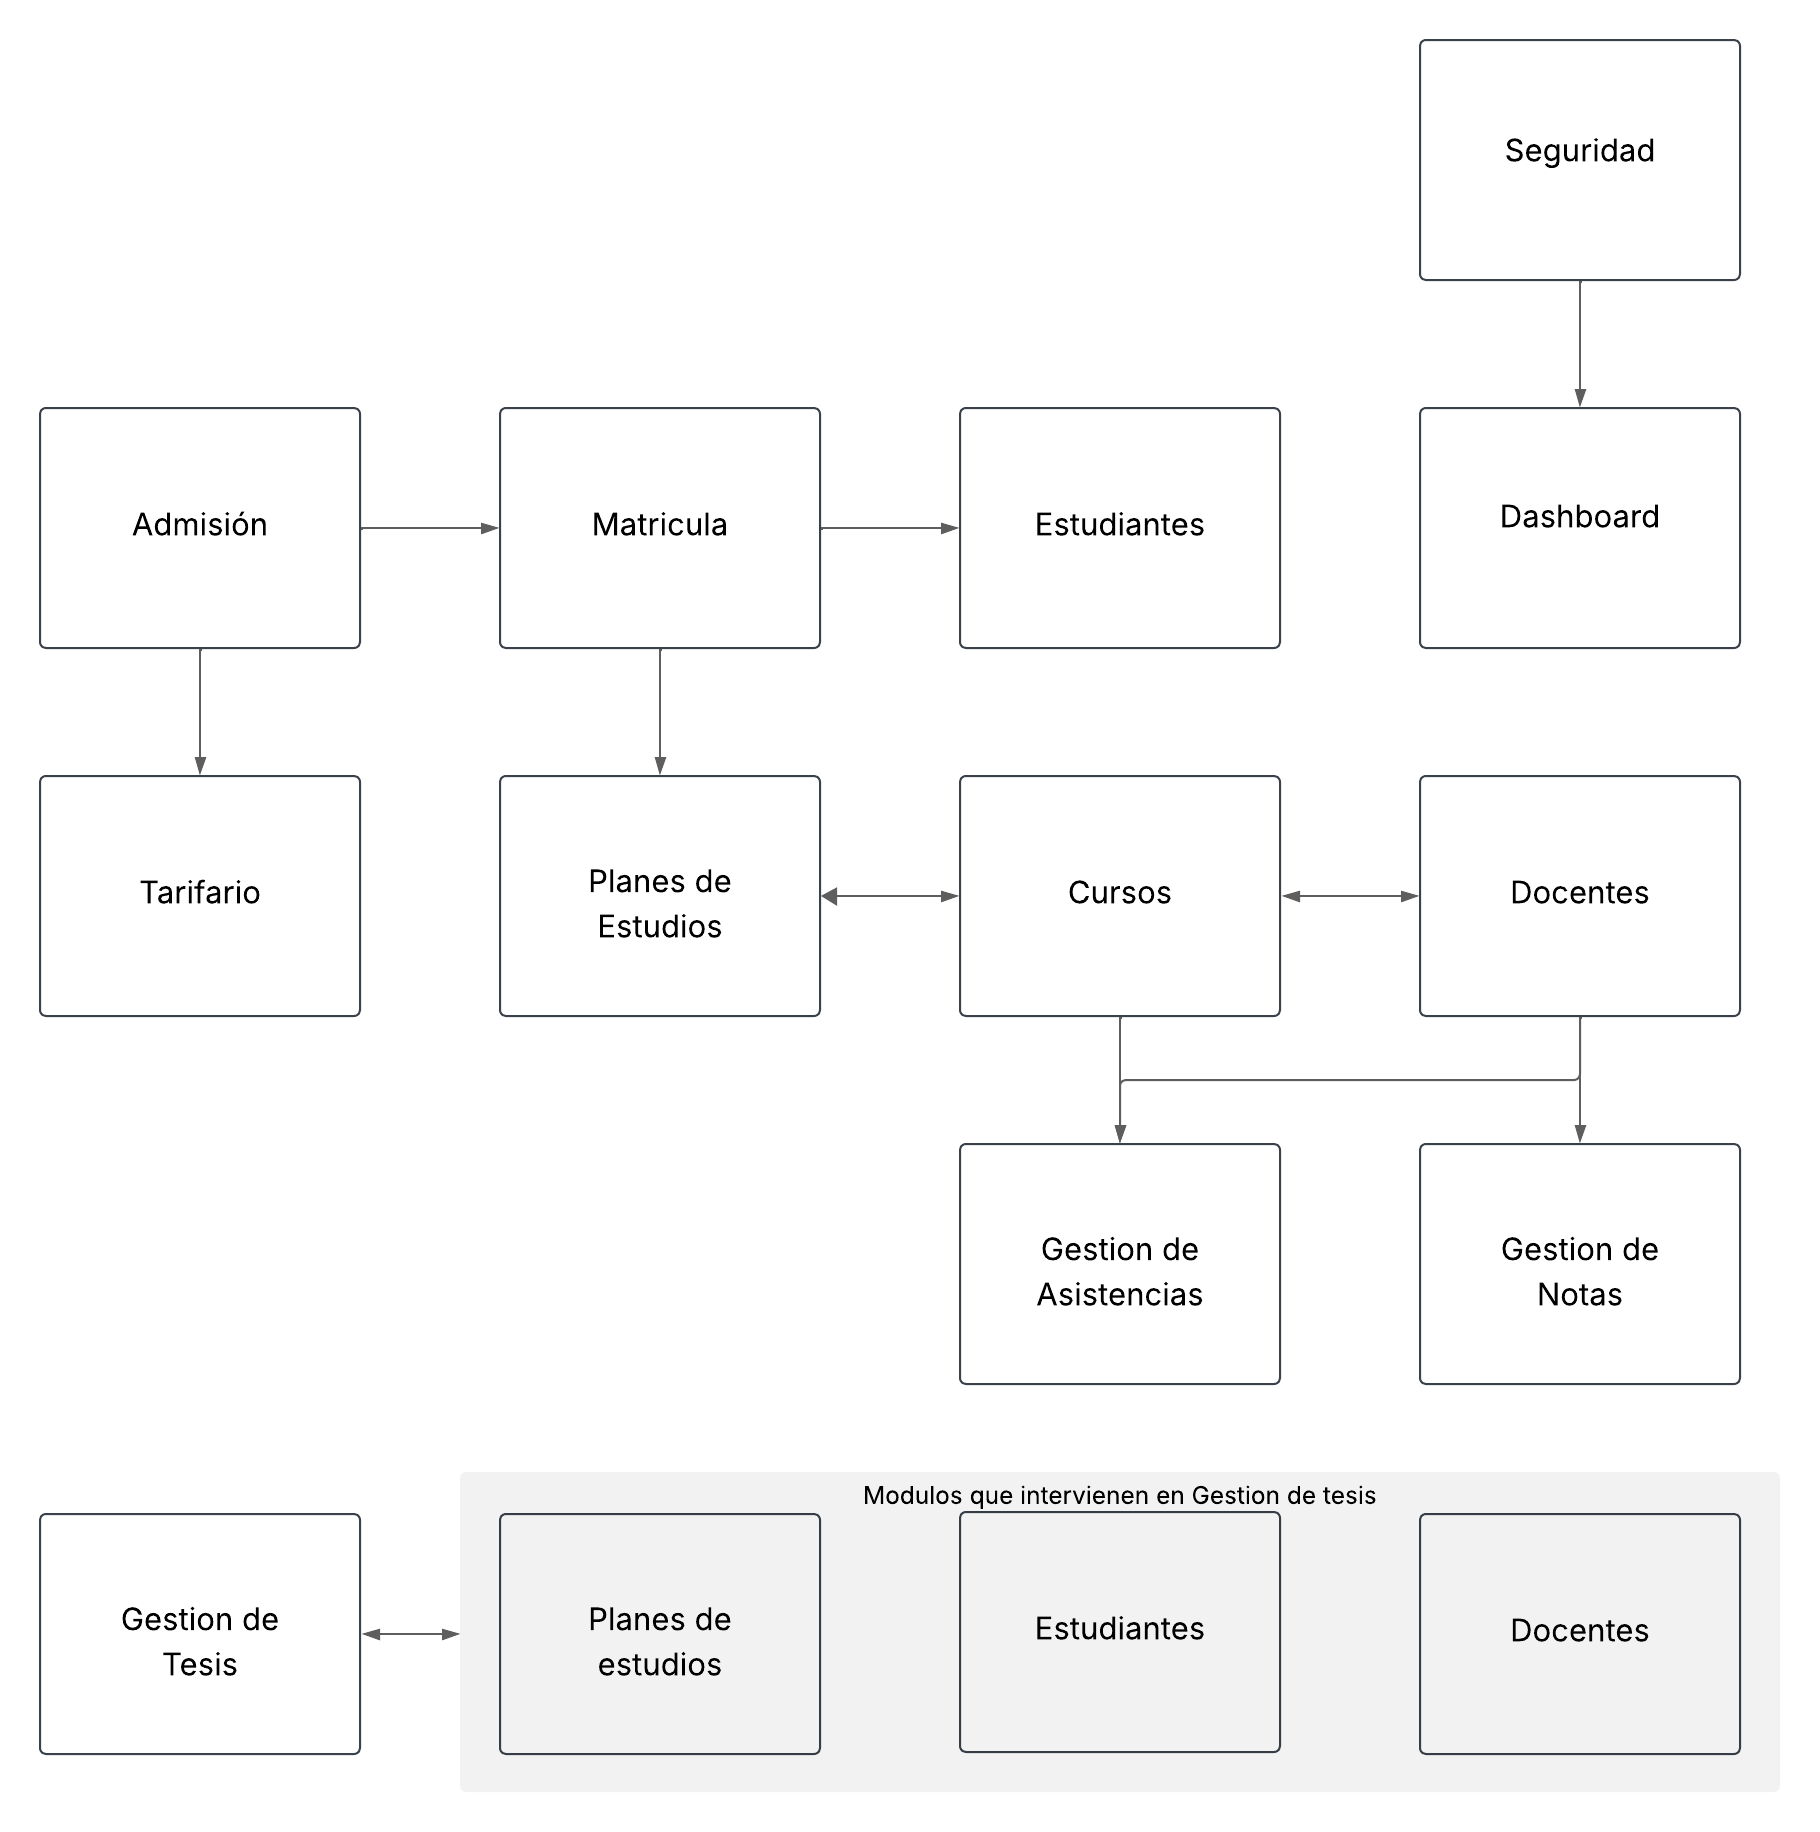 Seguridad
Admisión
Matricula
Estudiantes
Dashboard
Tarifario
Planes de
Estudios
Cursos
Docentes
Gestion de
Asistencias
Gestion de
Notas
Modulos que intervienen en Gestion de tesis
Gestion de
Tesis
Planes de
estudios
Estudiantes
Docentes